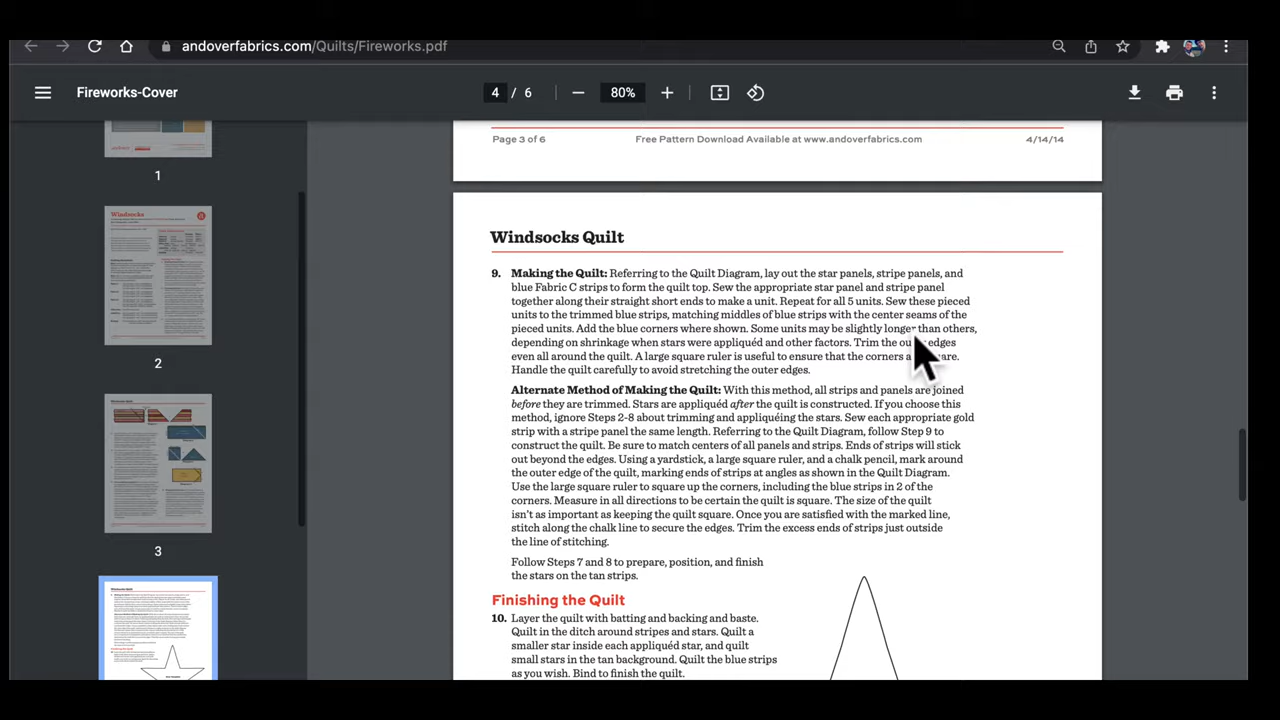 andoverfabrics.com/Quilts/Fireworks.pdf
Fireworks-Cover
4 / 6
80%
1
Windsocks
2
3
Page 3 of 6 Free Pattern Download Available at www.andoverfabrics.com 4/14/14
Windsocks Quilt
9. Making the Quilt: Referring to the Quilt Diagram, lay out the star panels, stripe panels, and
blue Fabric C strips to form the quilt top. Sew the appropriate star panel and stripe panel
together along their straight short ends to make a unit. Repeat for all 5 units. Sew these pieced
units to the trimmed blue strips, matching middles of blue strips with the center seams of the
pieced units. Add the blue corners where shown. Some units may be slightly longer than others,
depending on shrinkage when stars were appliquéd and other factors. Trim the edges
even all around the quilt. A large square ruler is useful to ensure that the corners
Handle the quilt carefully to avoid stretching the outer edges.
Alternate Method of Making the Quilt: With this method, all strips and panels are joined
before they are trimmed. Stars are appliquéd after the quilt is constructed. If you choose this
method, ignore Steps 2-8 about trimming and appliquéing the stars. Sew each appropriate gold
strip with a stripe panel the same length. Referring to the Quilt Diagram, follow Step 9 to
construct the quilt. Be sure to match centers of all panels and strips. Ends of strips will stick
out beyond the edges. Using a yardstick, a large square ruler, and a chalk pencil, mark around
the outer edge of the quilt, marking ends of strips at angles as shown in the Quilt Diagram.
Use the large square ruler to square up the corners, including the blue strips in 2 of the
corners. Measure in all directions to be certain the quilt is square. The size of the quilt
isn't as important as keeping the quilt square. Once you are satisfied with the marked line,
stitch along the chalk line to secure the edges. Trim the excess ends of strips just outside
the line of stitching.
Follow Steps 7 and 8 to prepare, position, and finish
the stars on the tan strips.
Finishing the Quilt
10. Layer the quilt with batting and backing and baste.
Quilt in the ditch around stripes and stars. Quilt a
smaller star inside each appliquéd star, and quilt
small stars in the tan background. Quilt the blue strips
as you wish. Bind to finish the quilt.